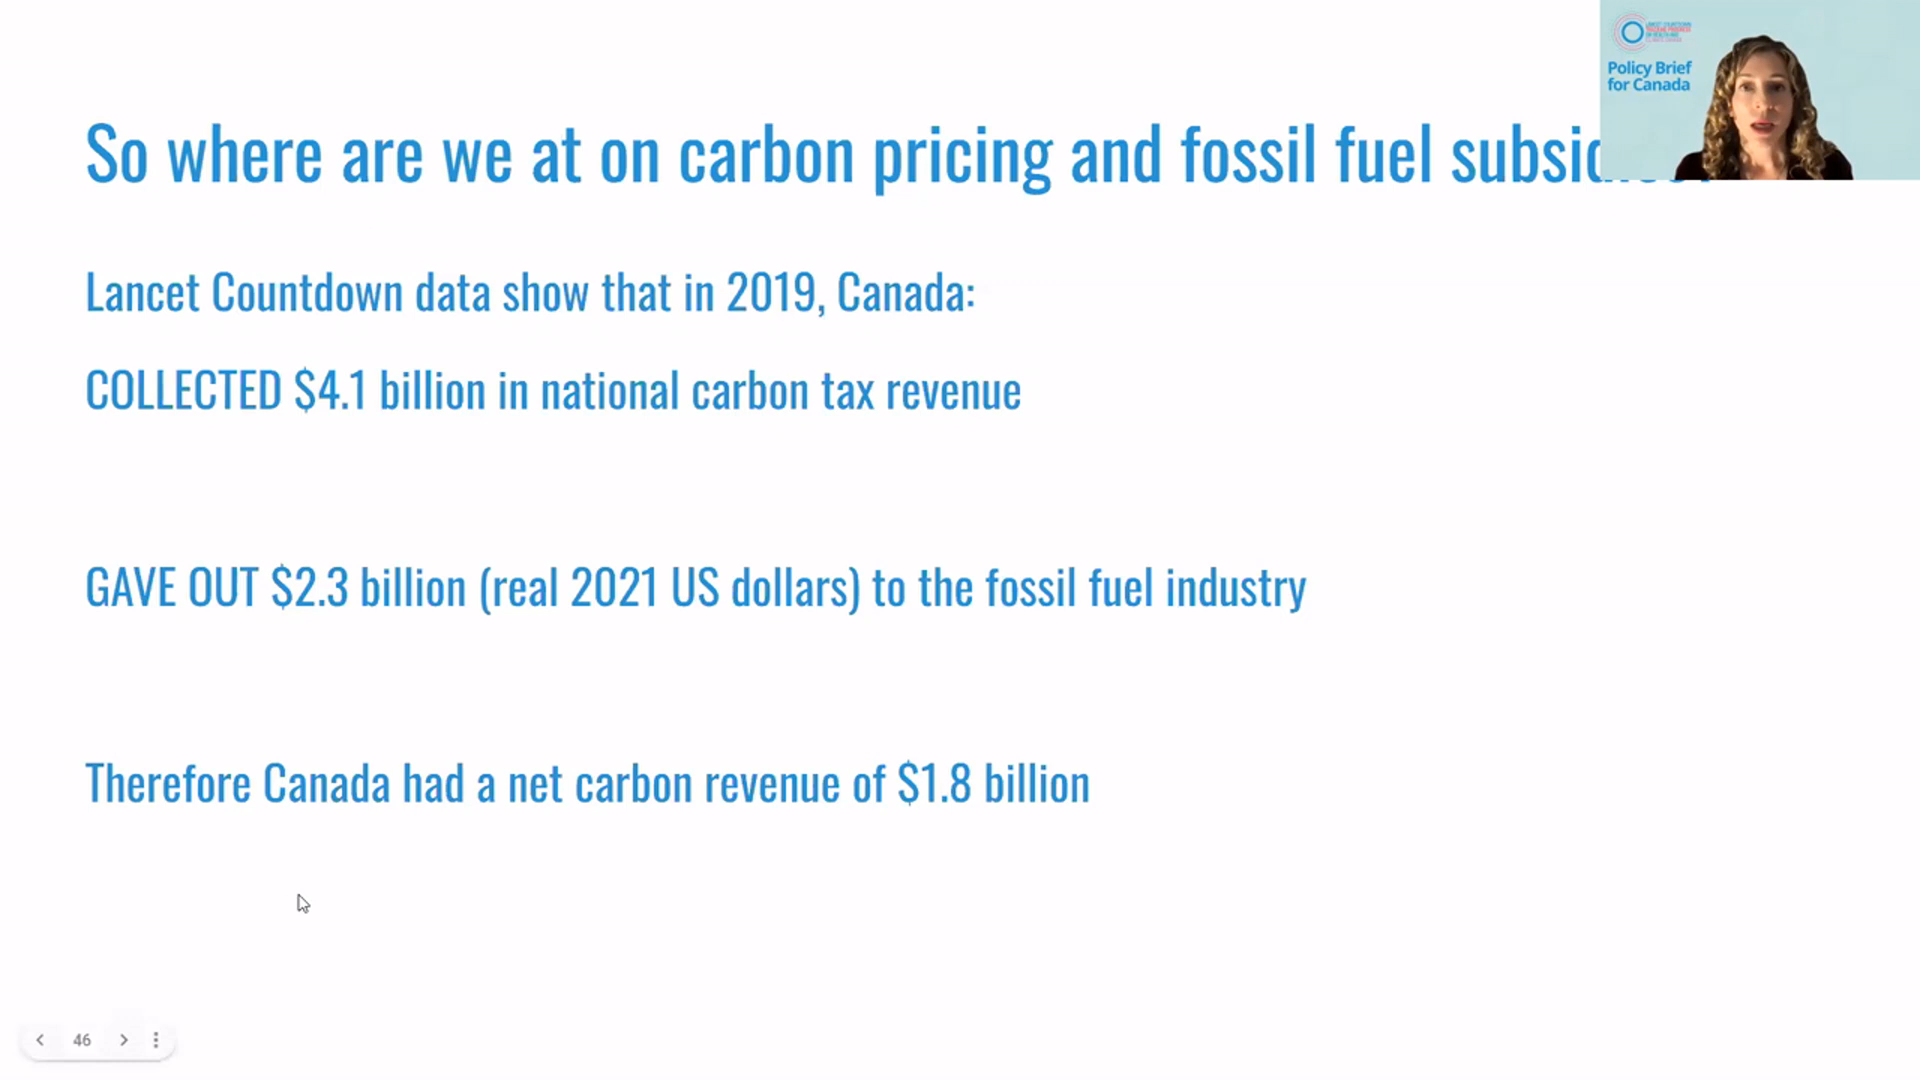 So where are we at on carbon pricing and fossil fuel
Lancet Countdown data show that in 2019, Canada:
COLLECTED $4.1 billion in national carbon tax revenue
GAVE OUT $2.3 billion (real 2021 US dollars) to the fossil fuel industry
Therefore Canada had a net carbon revenue of $1.8 billion
LANCET COUNTDOWN
Policy Brief
for Canada
46